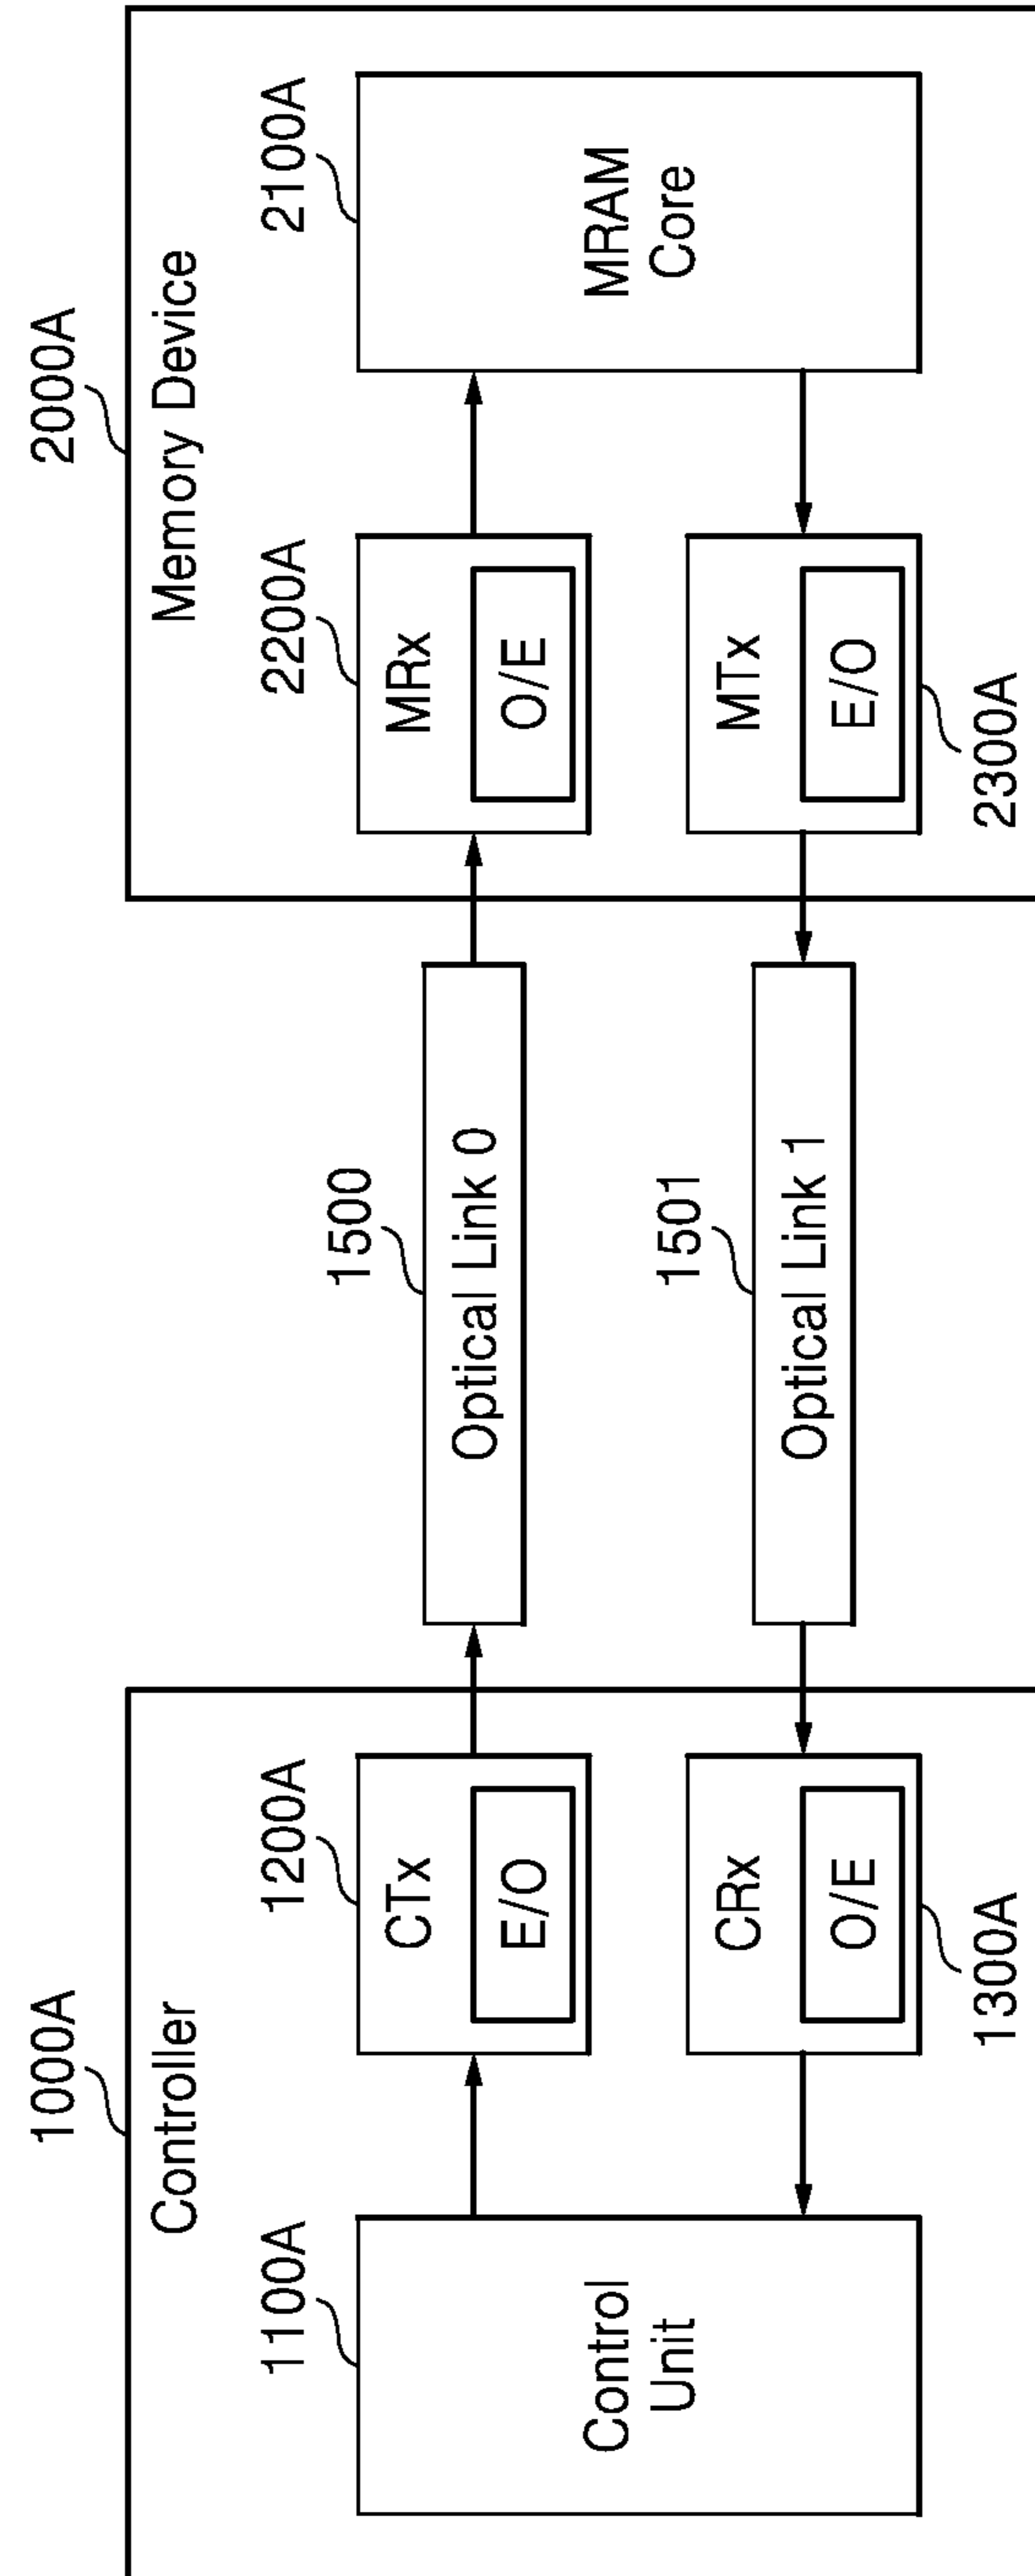 1000A
Controller
1100A
Control
Unit
1200A
CTx
E/O
CRx
O/E
1300A
1500
Optical Link 0
1501
Optical Link 1
2000A
Memory Device
2200A
MRx
O/E
MTx
E/O
2300A
2100A
MRAM
Core